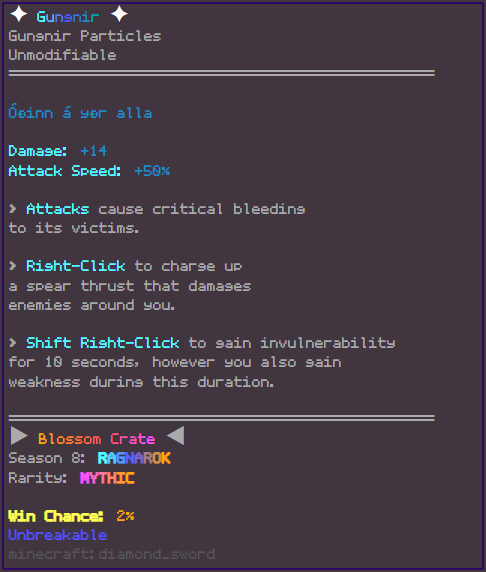 ✦ Gungnir ✦
Gungnir Particles
Unmodifiable
Óðinn á yðr alla
Damage: +14
Attack Speed: +50%
> Attacks cause critical bleeding
to its victims.
> Right-Click to charge up
a spear thrust that damages
enemies around you.
> Shift Right-Click to gain invulnerability
for 10 seconds, however you also gain
weakness during this duration.
▶ Blossom Crate ◀
Season 8: RAGNAROK
Rarity: MYTHIC
Win Chance: 2%
Unbreakable
minecraft:diamond_sword